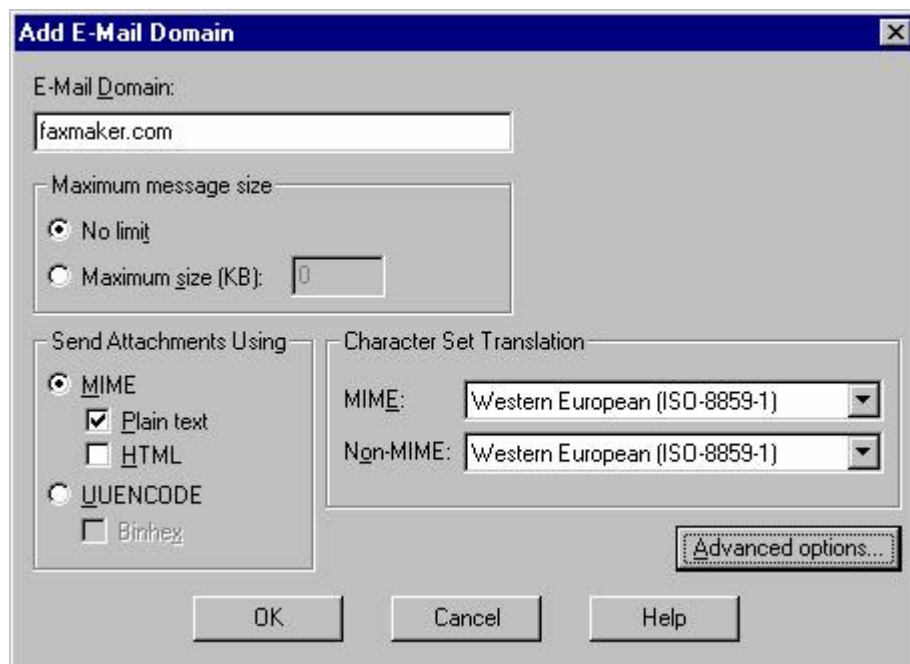 Add E-Mail Domain
E-Mail Domain:
faxmaker.com
Maximum message size
No limit
Maximum size (KB): 0
Send Attachments Using
MIME
Plain text
HTML
UUENCODE
Binhex
Character Set Translation
MIME: Western European (ISO-8859-1)
Non-MIME: Western European (ISO-8859-1)
Advanced options...
OK Cancel Help